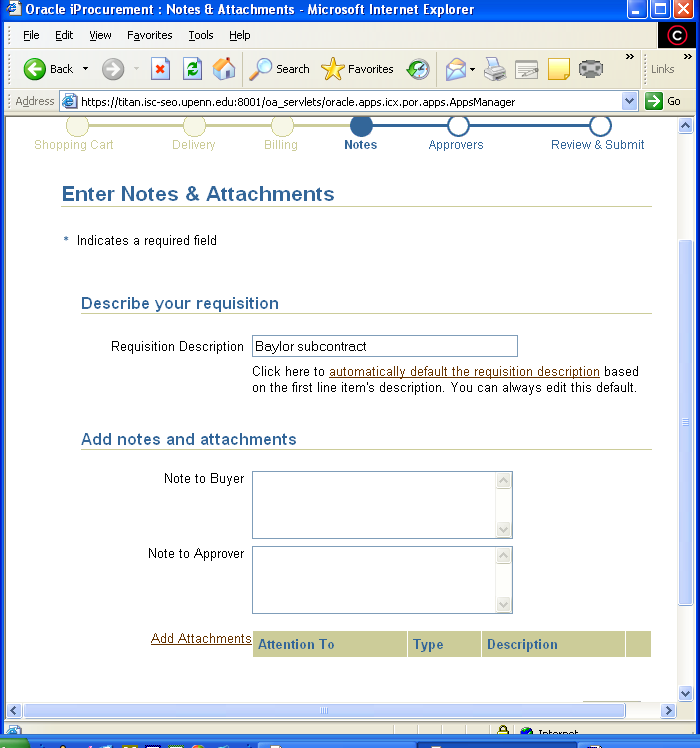 Oracle iProcurement : Notes & Attachments - Microsoft Internet Explorer
File Edit View Favorites Tools Help
Back Search Favorites » Links »
Address https://titan.isc-seo.upenn.edu:8001/oa_servlets/oracle.apps.icx.por.apps.AppsManager Go
Shopping Cart Delivery Billing Notes Approvers Review & Submit
Enter Notes & Attachments
* Indicates a required field
Describe your requisition
Requisition Description Baylor subcontract
Click here to automatically default the requisition description based
on the first line item's description. You can always edit this default.
Add notes and attachments
Note to Buyer
Note to Approver
Add Attachments Attention To Type Description
Internet